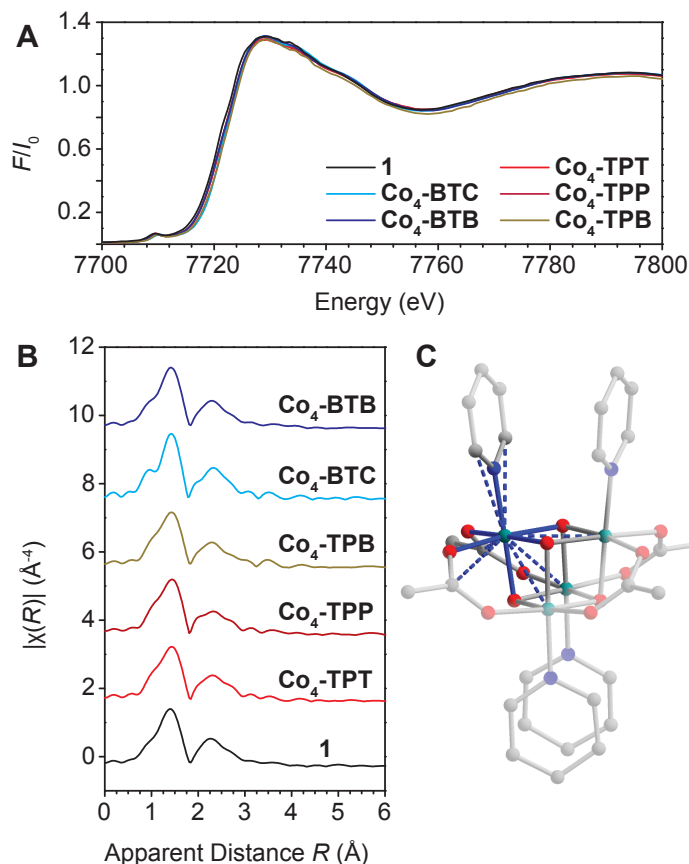 A
1.4
1.0
0.6
0.2
F/I0
1
Co4-BTC
Co4-BTB
Co4-TPT
Co4-TPP
Co4-TPB
7700 7720 7740 7760 7780 7800
Energy (eV)
B
12
10
8
6
4
2
0
|χ(R)| (Å-4)
Co4-BTB
Co4-BTC
Co4-TPB
Co4-TPP
Co4-TPT
1
0 1 2 3 4 5 6
Apparent Distance R (Å)
C